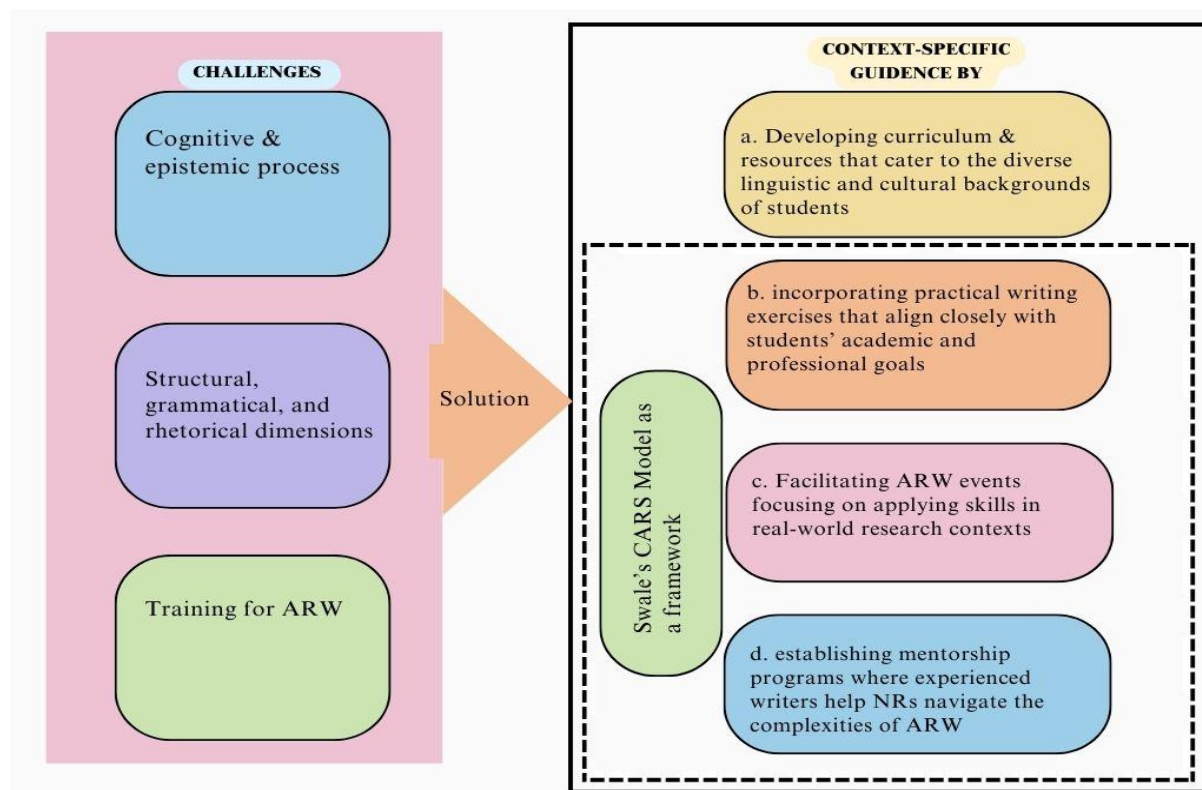 CHALLENGES
Cognitive &
epistemic process
Structural,
grammatical, and
rhetorical dimensions
Training for ARW
Solution
CONTEXT-SPECIFIC
GUIDENCE BY
a. Developing curriculum &
resources that cater to the diverse
linguistic and cultural backgrounds
of students
Swale's CARS Model as
a framework
b. incorporating practical writing
exercises that align closely with
students' academic and
professional goals
c. Facilitating ARW events
focusing on applying skills in
real-world research contexts
d. establishing mentorship
programs where experienced
writers help NRs navigate the
complexities of ARW